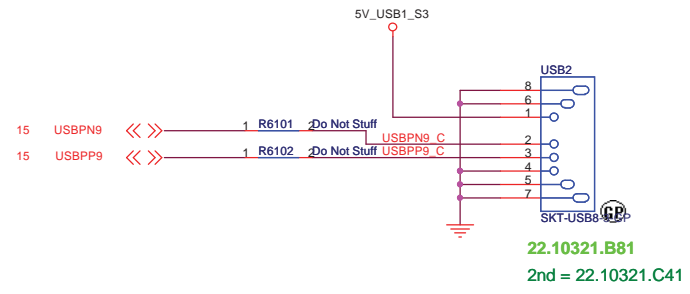 5V_USB1_S3
USB2
8
6
1
15 USBPN9 1 R6101 2 Do Not Stuff
USBPN9_C 2
15 USBPP9 1 R6102 2 Do Not Stuff USBPP9_C 3
4
5
7
SKT-USB8-
GP
22.10321.B81
2nd = 22.10321.C41